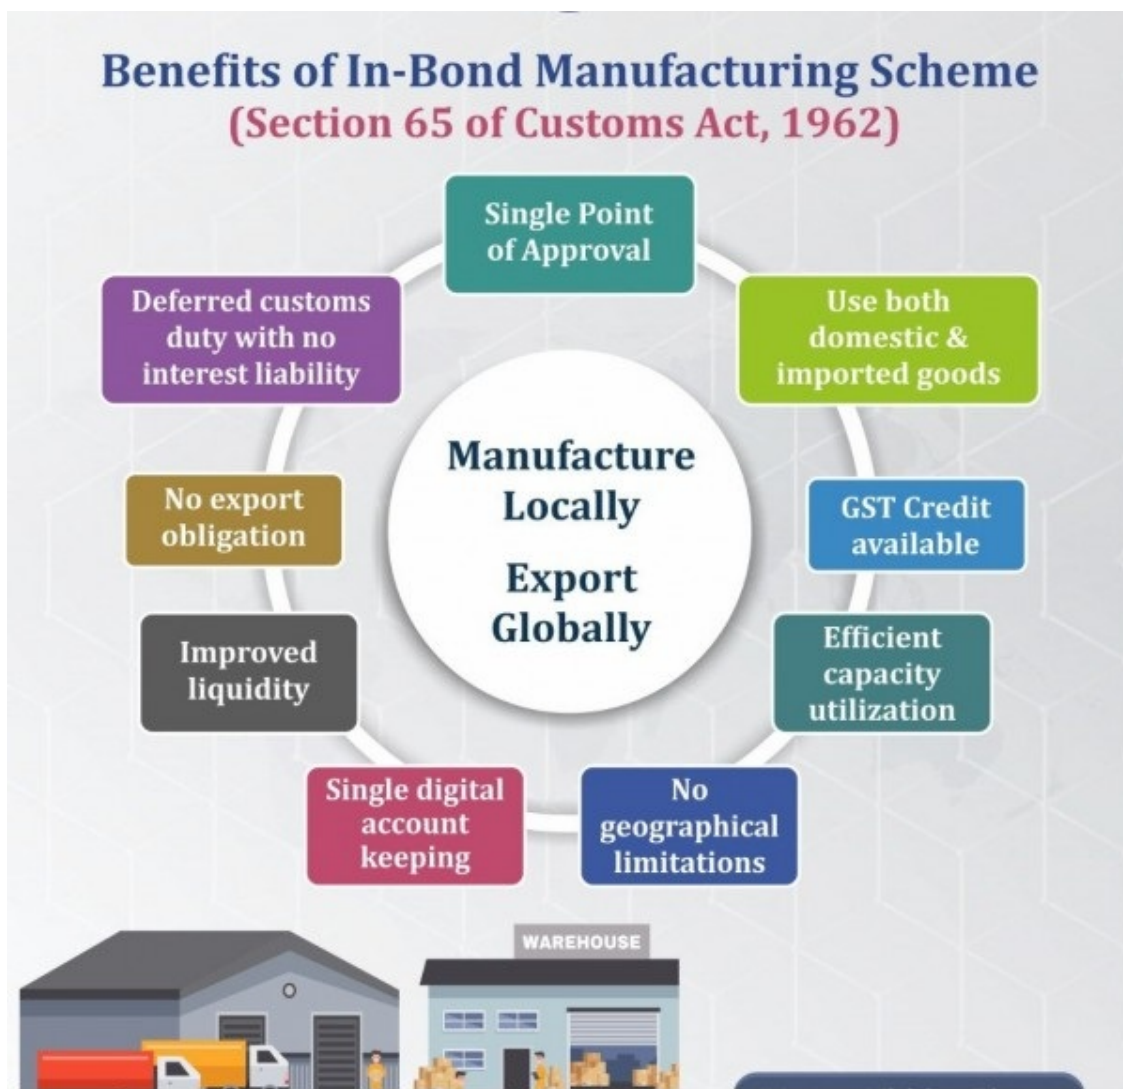 Benefits of In-Bond Manufacturing Scheme
(Section 65 of Customs Act, 1962)
Single Point
of Approval
Deferred customs
duty with no
interest liability
Use both
domestic &
imported goods
Manufacture
Locally
Export
Globally
No export
obligation
GST Credit
available
Improved
liquidity
Efficient
capacity
utilization
Single digital
account
keeping
No
geographical
limitations
WAREHOUSE